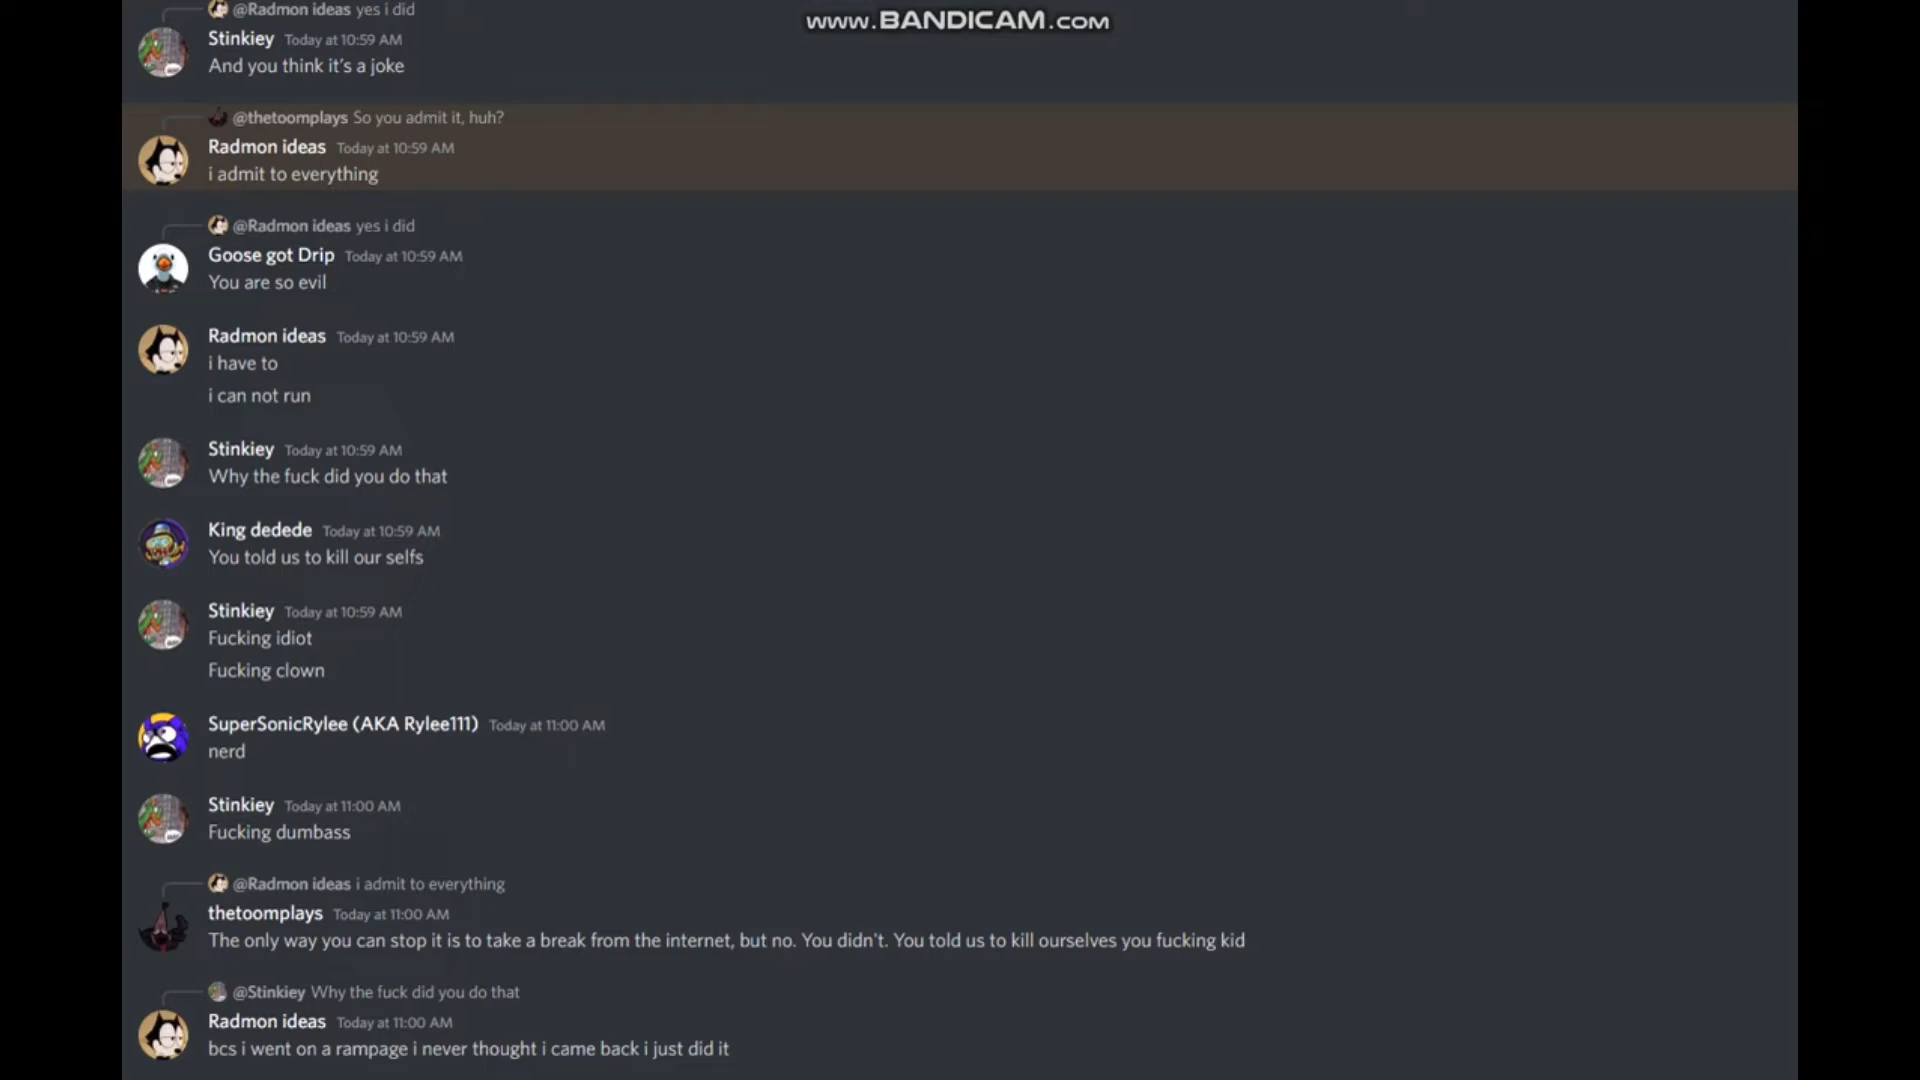 @Radmon ideas yes i did
www.BANDICAM.com
Stinkiey Today at 10:59 AM
And you think it's a joke
@thetoomplays So you admit it, huh?
Radmon ideas Today at 10:59 AM
i admit to everything
@Radmon ideas yes i did
Goose got Drip Today at 10:59 AM
You are so evil
Radmon ideas Today at 10:59 AM
i have to
i can not run
Stinkiey Today at 10:59 AM
Why the fuck did you do that
King dedede Today at 10:59 AM
You told us to kill our selfs
Stinkiey Today at 10:59 AM
Fucking idiot
Fucking clown
SuperSonicRylee (AKA Rylee111) Today at 11:00 AM
nerd
Stinkiey Today at 11:00 AM
Fucking dumbass
@Radmon ideas i admit to everything
thetoomplays Today at 11:00 AM
The only way you can stop it is to take a break from the internet, but no. You didn't. You told us to kill ourselves you fucking kid
@Stinkiey Why the fuck did you do that
Radmon ideas Today at 11:00 AM
bcs i went on a rampage i never thought i came back i just did it